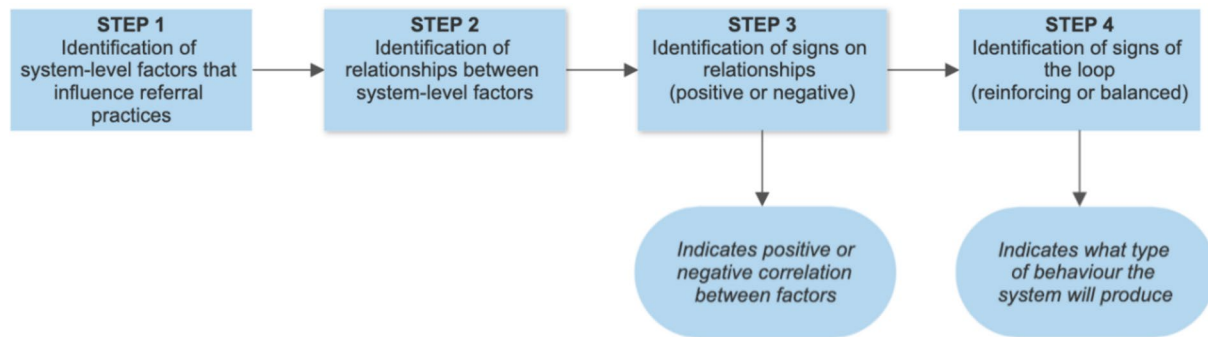 STEP 1
Identification of
system-level factors that
influence referral
practices
STEP 2
Identification of
relationships between
system-level factors
STEP 3
Identification of signs on
relationships
(positive or negative)
STEP 4
Identification of signs of
the loop
(reinforcing or balanced)
Indicates positive or
negative correlation
between factors
Indicates what type
of behaviour the
system will produce